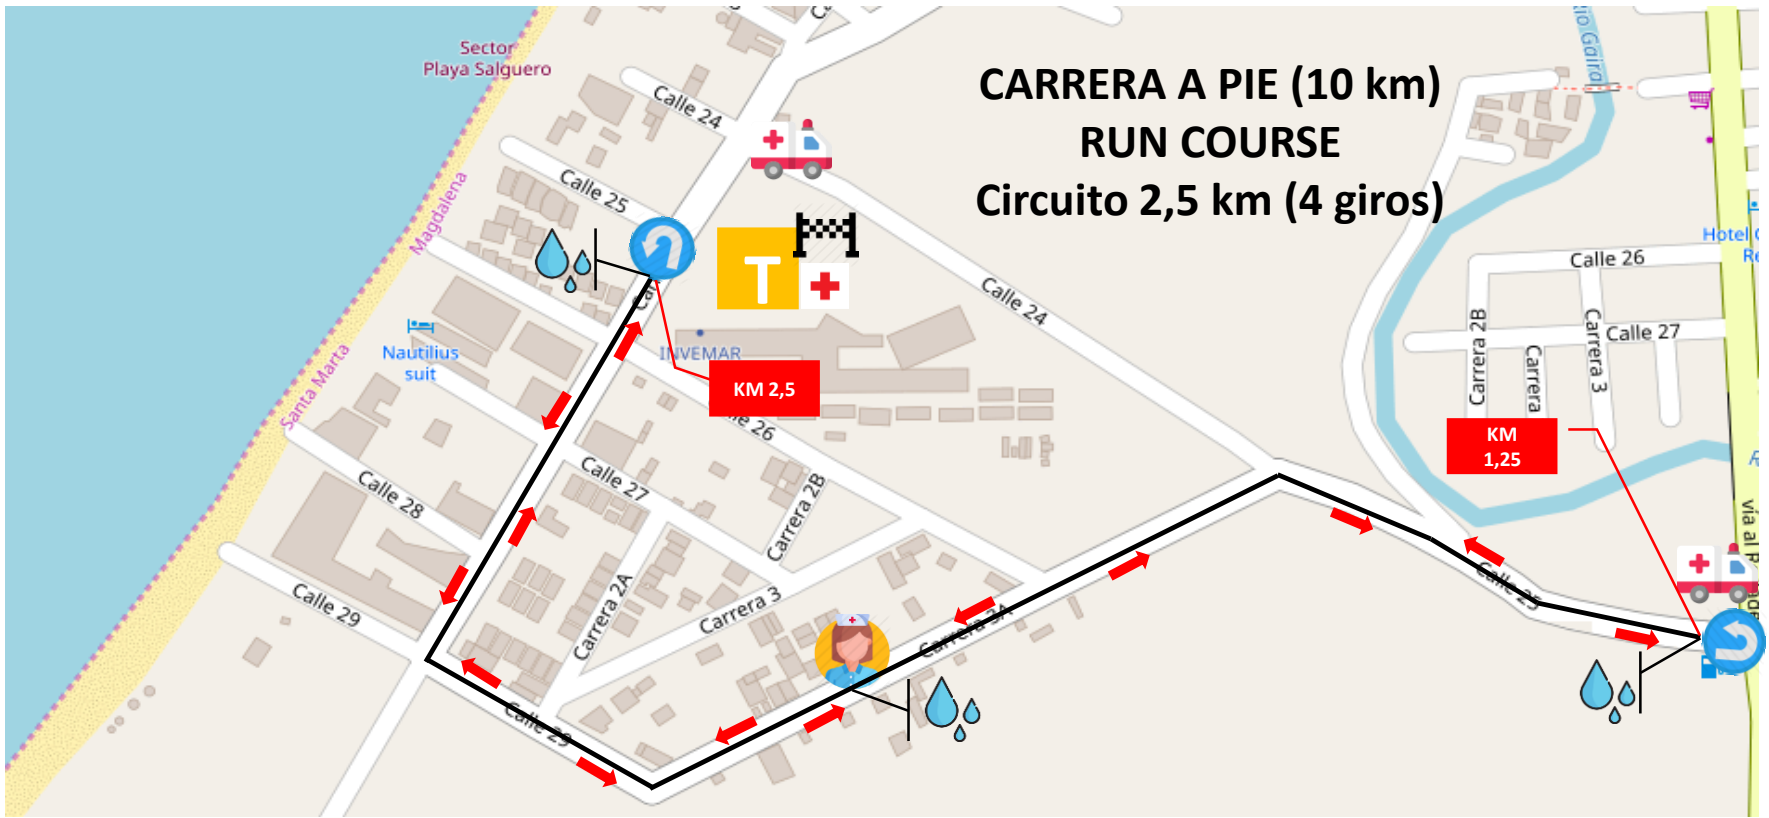 CARRERA A PIE (10 km)
RUN COURSE
Circuito 2,5 km (4 giros)
Sector
Playa Salguero
Calle 24
Calle 25
Magdalena
Santa Marta
Nautilius
suit
T
INVEMAR
KM 2,5
Calle 24
26
Calle 27
Calle 28
Calle 29
Carrera 2B
Carrera 2A
Carrera 3
Carrera 3A
Calle 29
Calle 25
Río Gaira
Hotel
Calle 26
Calle 27
Carrera 2B
Carrera
Carrera 3
KM
1,25
vía al